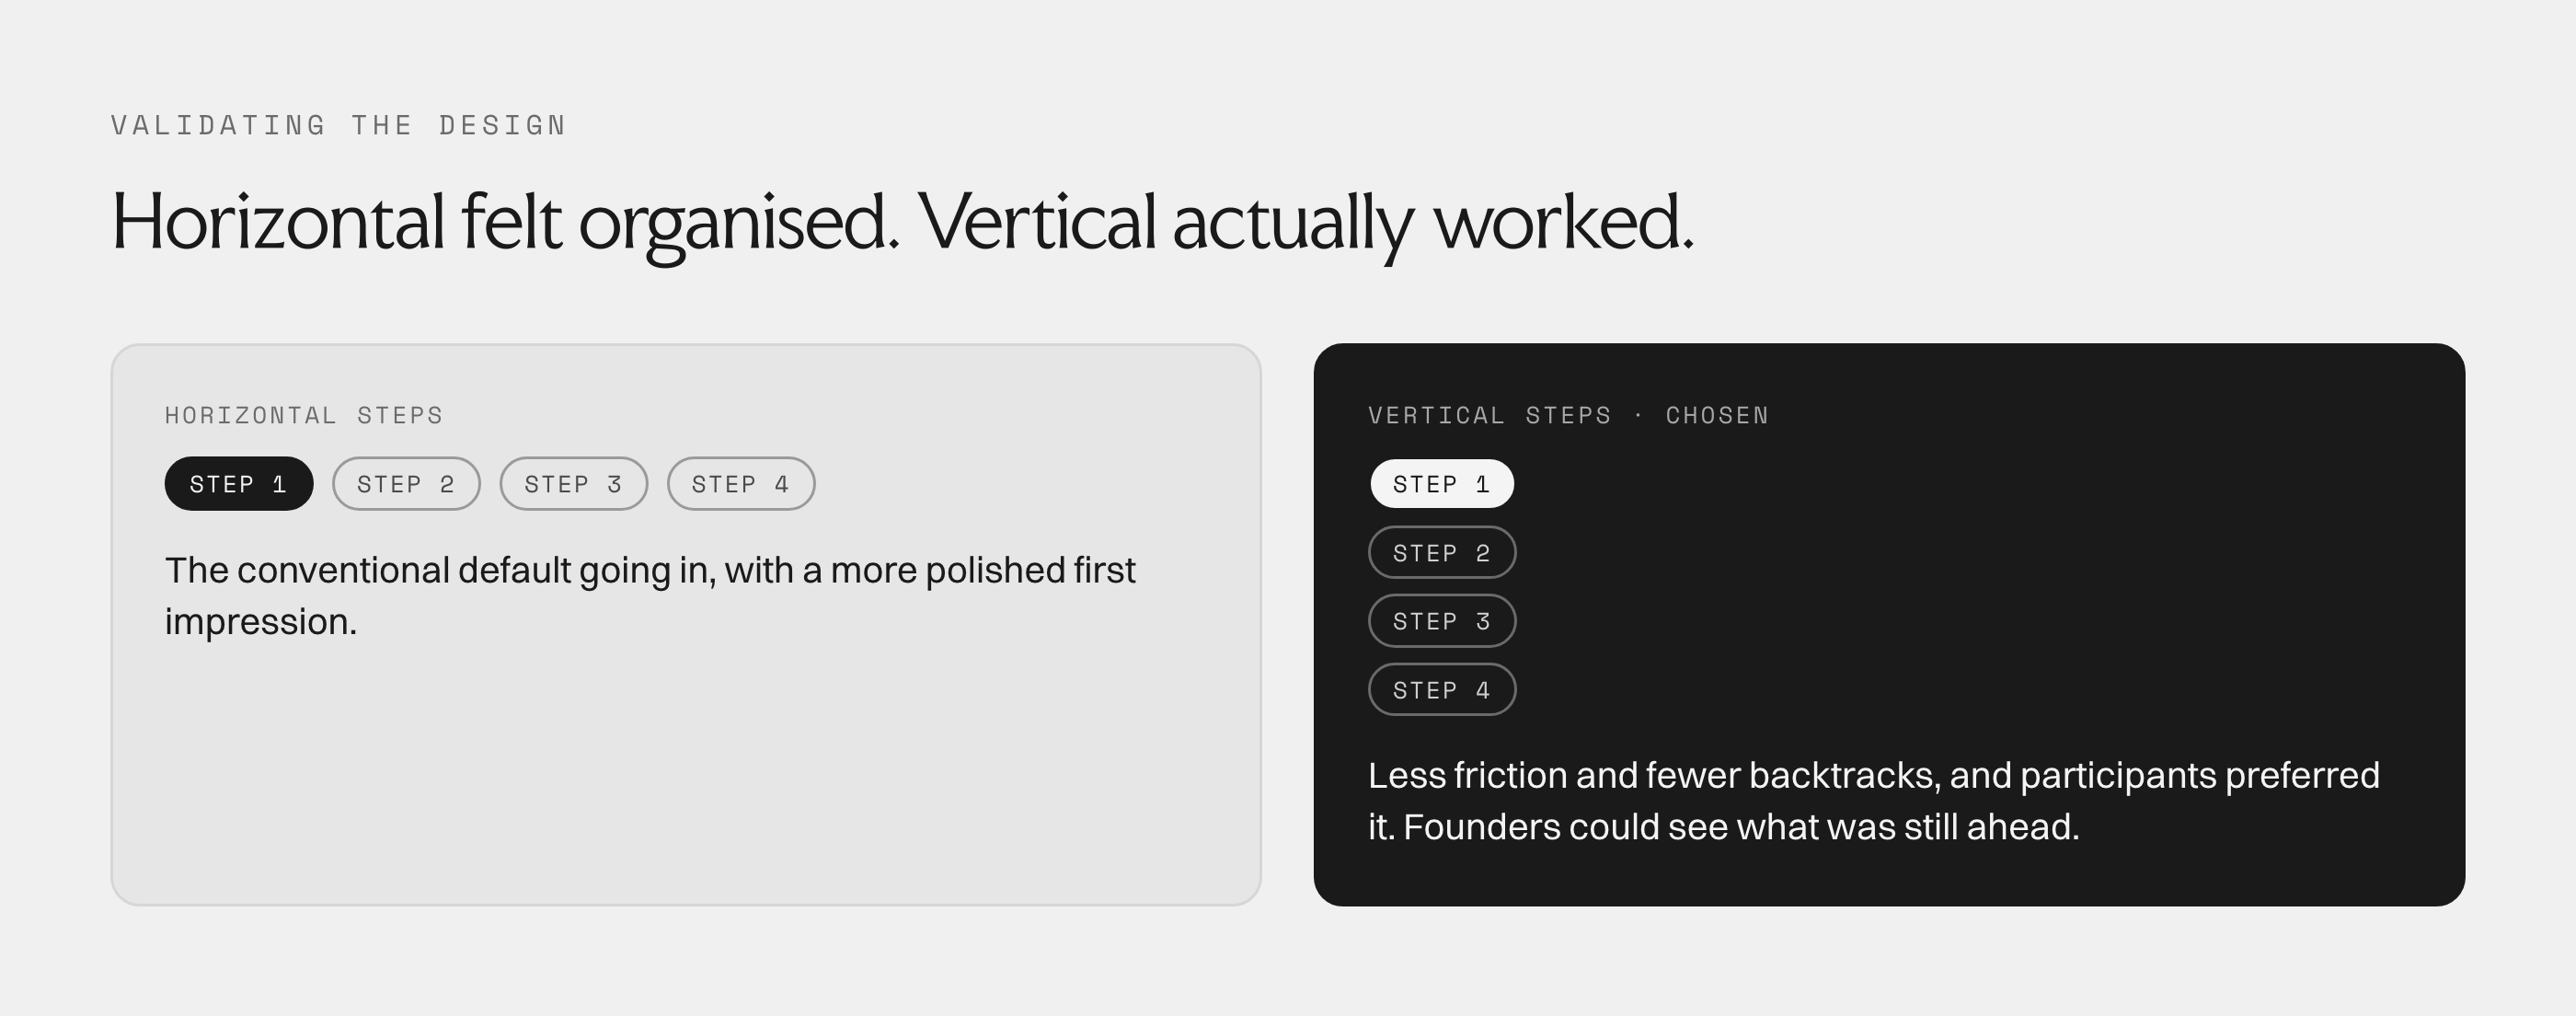 VALIDATING THE DESIGN
Horizontal felt organised. Vertical actually worked.
HORIZONTAL STEPS
STEP 1 STEP 2 STEP 3 STEP 4
The conventional default going in, with a more polished first
impression.
VERTICAL STEPS · CHOSEN
STEP 1
STEP 2
STEP 3
STEP 4
Less friction and fewer backtracks, and participants preferred
it. Founders could see what was still ahead.